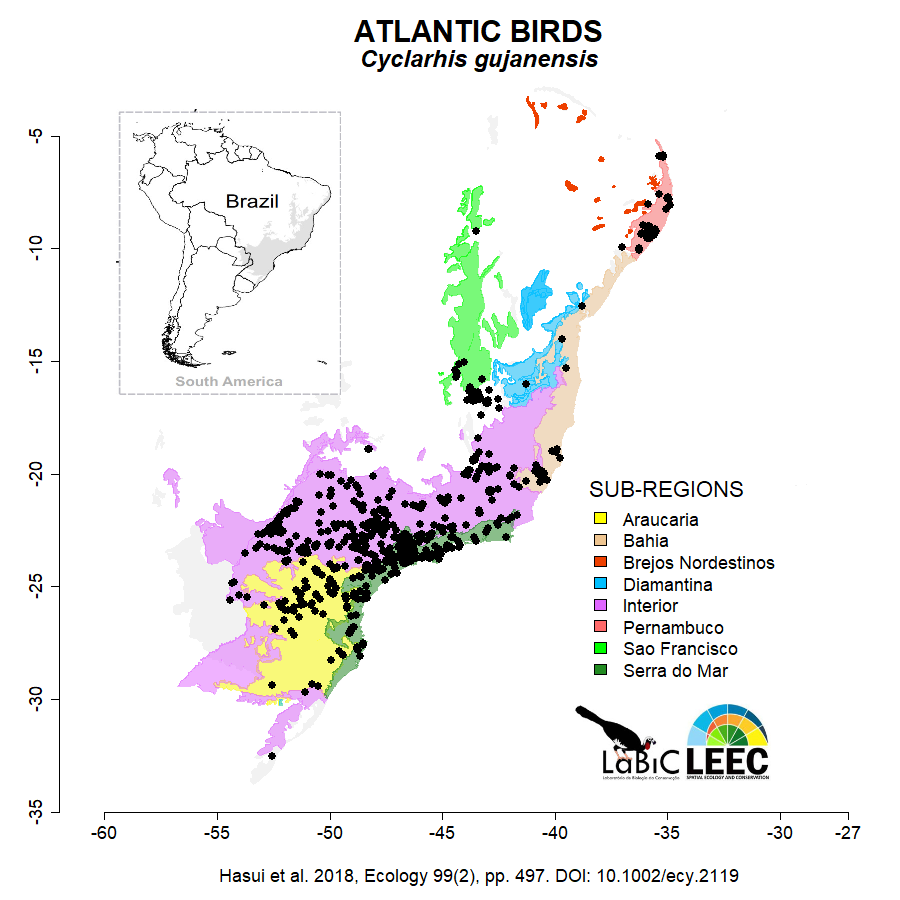 ATLANTIC BIRDS
Cyclarhis gujanensis
Brazil
South America
-5
-10
-15
-20
-25
-30
-35
-60
-55
-50
-45
-40
-35
-30
-27
SUB-REGIONS
Araucaria
Bahia
Brejos Nordestinos
Diamantina
Interior
Pernambuco
Sao Francisco
Serra do Mar
LaBiC
Laboratório de Biologia da Conservação
LEEC
SPATIAL ECOLOGY AND CONSERVATION
Hasui et al. 2018, Ecology 99(2), pp. 497. DOI: 10.1002/ecy.2119